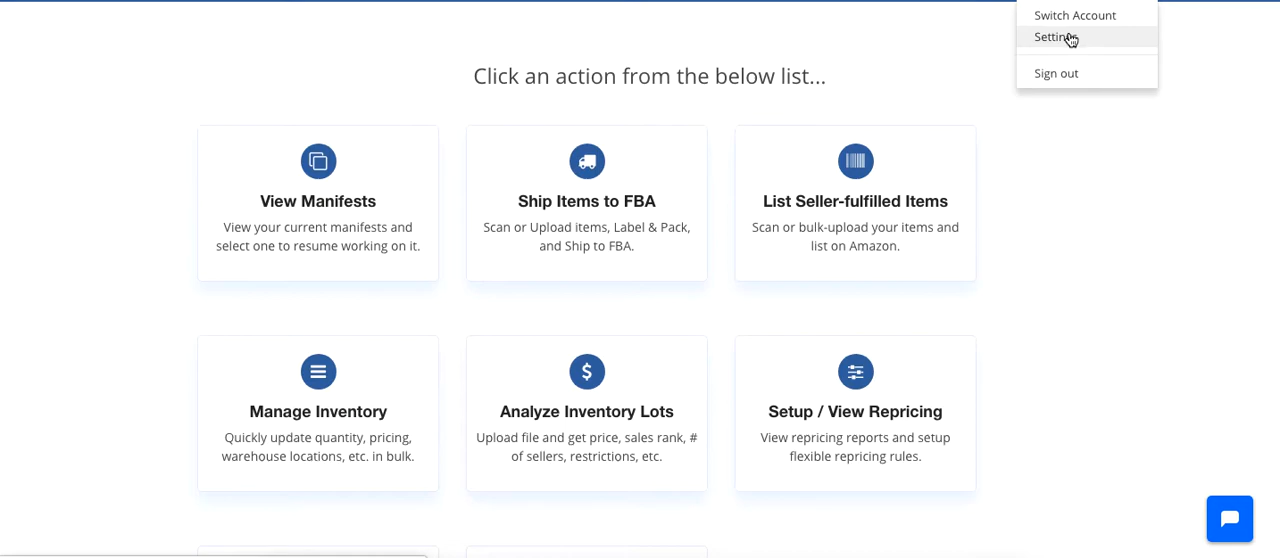 Switch Account
Settings
Sign out
Click an action from the below list...
View Manifests
View your current manifests and
select one to resume working on it.
Ship Items to FBA
Scan or Upload items, Label & Pack,
and Ship to FBA.
List Seller-fulfilled Items
Scan or bulk-upload your items and
list on Amazon.
Manage Inventory
Quickly update quantity, pricing,
warehouse locations, etc. in bulk.
Analyze Inventory Lots
Upload file and get price, sales rank, #
of sellers, restrictions, etc.
Setup / View Repricing
View repricing reports and setup
flexible repricing rules.